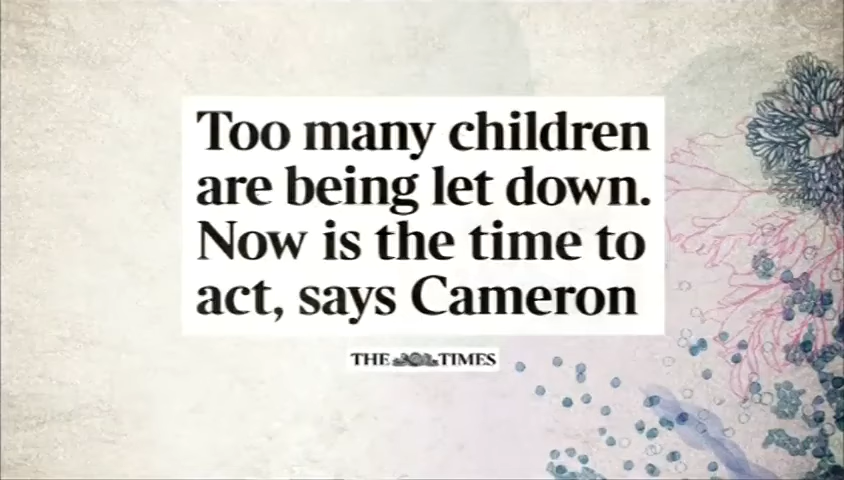 Too many children
are being let down.
Now is the time to
act, says Cameron
THE TIMES